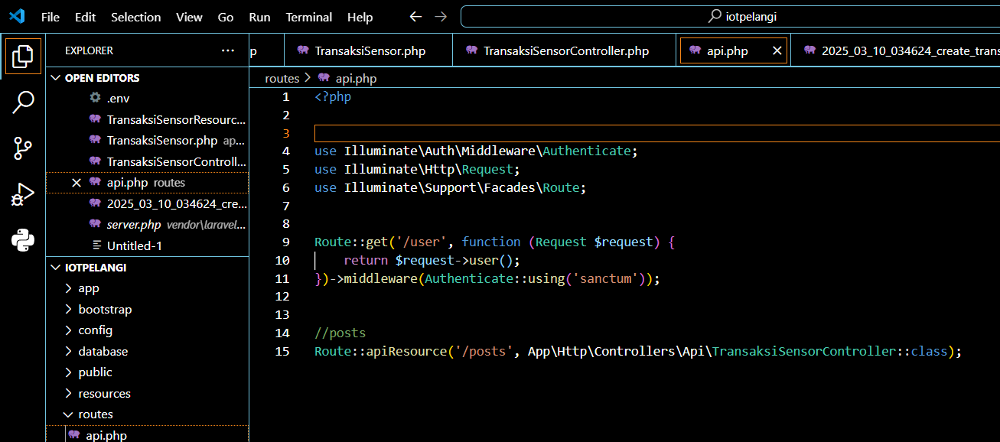 File Edit Selection View Go Run Terminal Help
iotpelangi
EXPLORER
p
TransaksiSensor.php
TransaksiSensorController.php
api.php
2025_03_10_034624_create_trans
OPEN EDITORS
.env
TransaksiSensorResourc...
TransaksiSensor.php ap...
TransaksiSensorControll...
api.php routes
2025_03_10_034624_cre...
server.php vendor\laravel...
Untitled-1
IOTPELANGI
app
bootstrap
config
database
public
resources
routes
api.php
routes > api.php
1 <?php
2
3
4 use Illuminate\Auth\Middleware\Authenticate;
5 use Illuminate\Http\Request;
6 use Illuminate\Support\Facades\Route;
7
8
9 Route::get('/user', function (Request $request) {
10 return $request->user();
11 })->middleware(Authenticate::using('sanctum'));
12
13
14 //posts
15 Route::apiResource('/posts', App\Http\Controllers\Api\TransaksiSensorController::class);